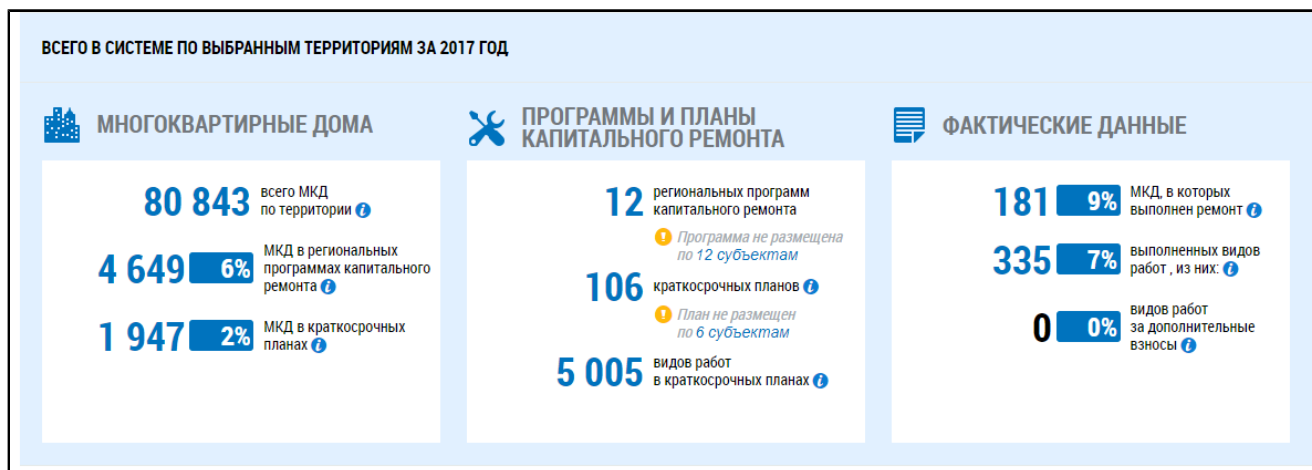 ВСЕГО В СИСТЕМЕ ПО ВЫБРАННЫМ ТЕРРИТОРИЯМ ЗА 2017 ГОД
МНОГОКВАРТИРНЫЕ ДОМА
80 843 всего МКД
по территории
4 649 6% МКД в региональных
программах капитального
ремонта
1 947 2% МКД в краткосрочных
планах
ПРОГРАММЫ И ПЛАНЫ
КАПИТАЛЬНОГО РЕМОНТА
12 региональных программ
капитального ремонта
Программа не размещена
по 12 субъектам
106 краткосрочных планов
План не размещен
по 6 субъектам
5 005 видов работ
в краткосрочных планах
ФАКТИЧЕСКИЕ ДАННЫЕ
181 9% МКД, в которых
выполнен ремонт
335 7% выполненных видов
работ , из них:
0 0% видов работ
за дополнительные
взносы